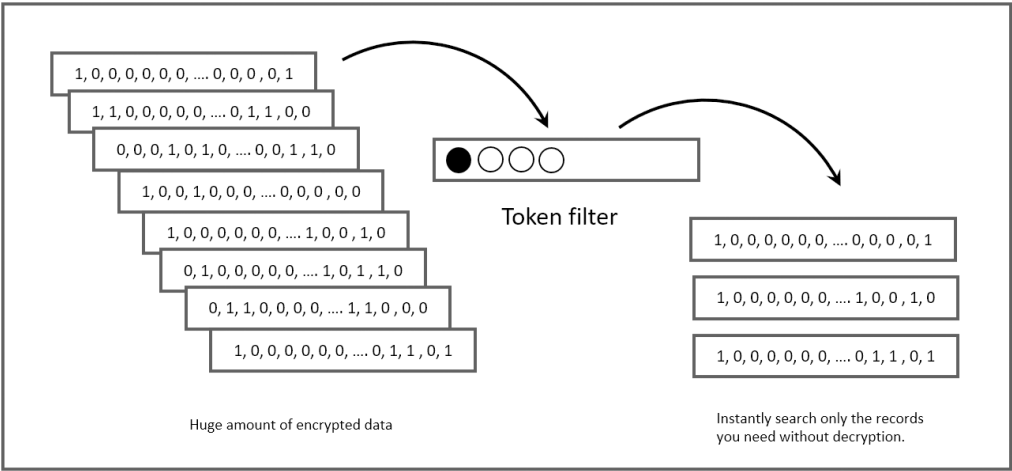 1, 0, 0, 0, 0, 0, 0, .... 0, 0, 0 , 0, 1
1, 1, 0, 0, 0, 0, 0, .... 0, 1, 1 , 0, 0
0, 0, 0, 1, 0, 1, 0, .... 0, 0, 1 , 1, 0
1, 0, 0, 1, 0, 0, 0, .... 0, 0, 0 , 0, 0
1, 0, 0, 0, 0, 0, 0, .... 1, 0, 0 , 1, 0
0, 1, 0, 0, 0, 0, 0, .... 1, 0, 1 , 1, 0
0, 1, 1, 0, 0, 0, 0, .... 1, 1, 0 , 0, 0
1, 0, 0, 0, 0, 0, 0, .... 0, 1, 1 , 0, 1
Huge amount of encrypted data
Token filter
1, 0, 0, 0, 0, 0, 0, .... 0, 0, 0 , 0, 1
1, 0, 0, 0, 0, 0, 0, .... 1, 0, 0 , 1, 0
1, 0, 0, 0, 0, 0, 0, .... 0, 1, 1 , 0, 1
Instantly search only the records
you need without decryption.